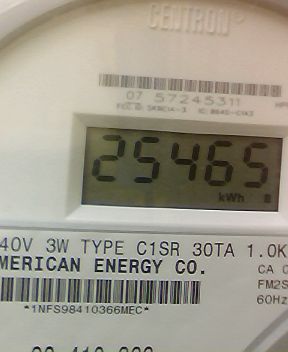 CENTRON®
07 57245311
25465
kWh
40V 3W TYPE C1SR 30TA 1.0K
MERICAN ENERGY CO.
CA 0
FM2S
60Hz
*1NFS98410366MEC*